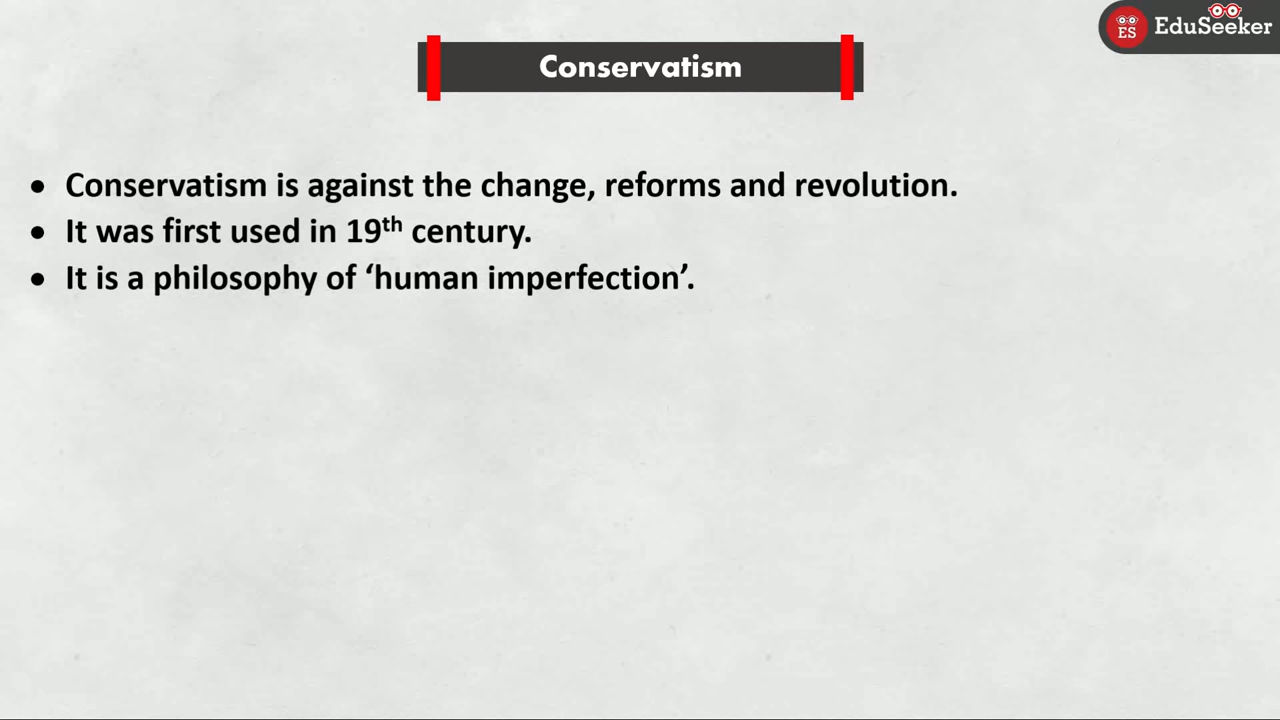 ES EduSeeker
Conservatism
• Conservatism is against the change, reforms and revolution.
• It was first used in 19th century.
• It is a philosophy of ‘human imperfection’.